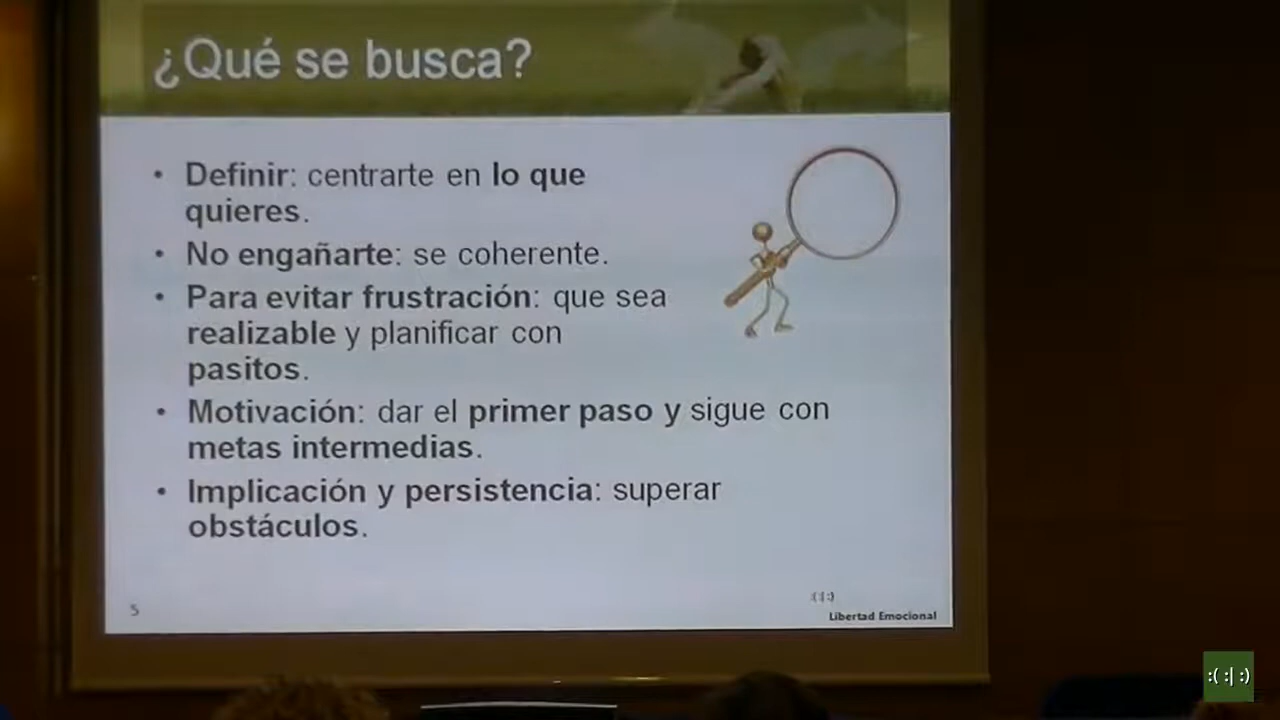 ¿Qué se busca?
• Definir: centrarte en lo que
quieres.
• No engañarte: se coherente.
• Para evitar frustración: que sea
realizable y planificar con
pasitos.
• Motivación: dar el primer paso y sigue con
metas intermedias.
• Implicación y persistencia: superar
obstáculos.
5
:( :| :)
Libertad Emocional
:( :| :)